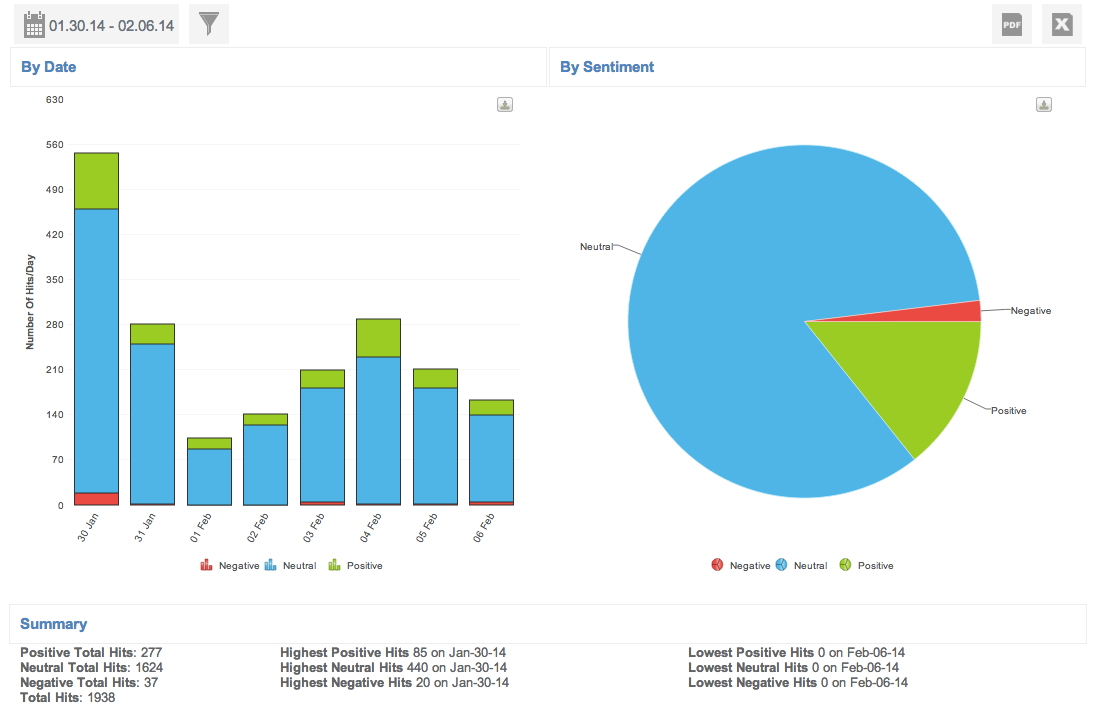 01.30.14 - 02.06.14
PDF
X
By Date
By Sentiment
630
560
490
420
350
280
210
140
70
0
Number Of Hits/Day
30 Jan
31 Jan
01 Feb
02 Feb
03 Feb
04 Feb
05 Feb
06 Feb
Negative Neutral Positive
Neutral
Negative
Positive
Negative Neutral Positive
Summary
Positive Total Hits: 277
Neutral Total Hits: 1624
Negative Total Hits: 37
Total Hits: 1938
Highest Positive Hits 85 on Jan-30-14
Highest Neutral Hits 440 on Jan-30-14
Highest Negative Hits 20 on Jan-30-14
Lowest Positive Hits 0 on Feb-06-14
Lowest Neutral Hits 0 on Feb-06-14
Lowest Negative Hits 0 on Feb-06-14